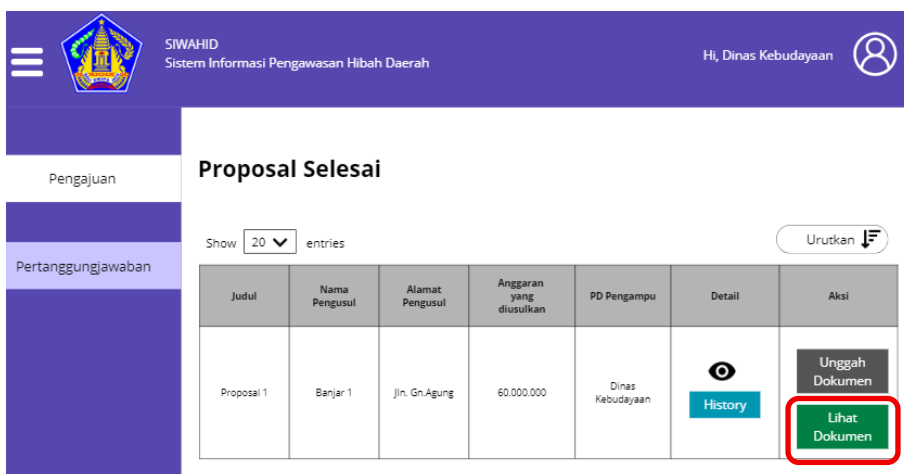 SIWAHID
Sistem Informasi Pengawasan Hibah Daerah
Hi, Dinas Kebudayaan
Pengajuan
Pertanggungjawaban
Proposal Selesai
Show 20 entries
Urutkan
Judul
Nama
Pengusul
Alamat
Pengusul
Anggaran
yang
diusulkan
PD Pengampu
Detail
Aksi
Proposal 1
Banjar 1
Jln. Gn.Agung
60.000.000
Dinas
Kebudayaan
History
Unggah
Dokumen
Lihat
Dokumen